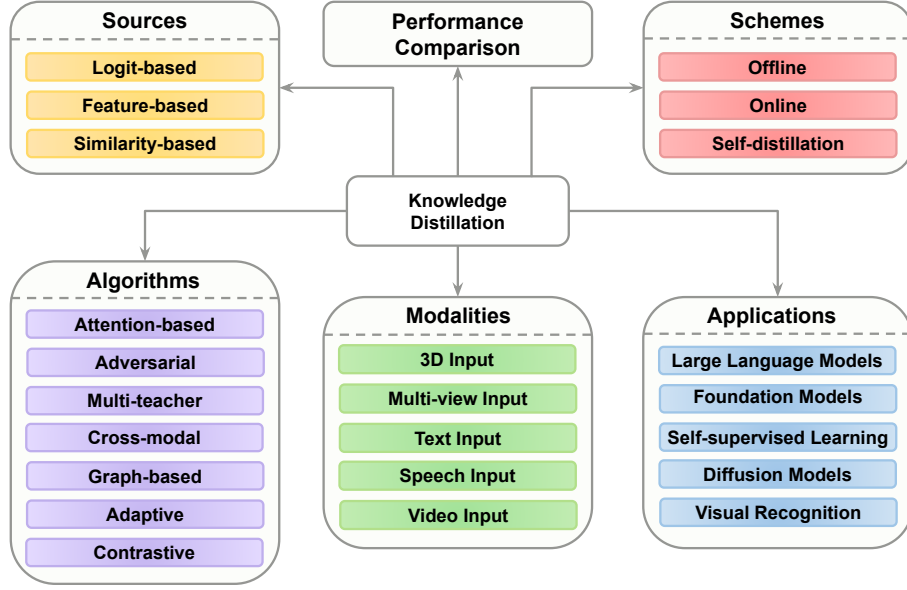 Sources
Logit-based
Feature-based
Similarity-based
Performance
Comparison
Schemes
Offline
Online
Self-distillation
Knowledge
Distillation
Algorithms
Attention-based
Adversarial
Multi-teacher
Cross-modal
Graph-based
Adaptive
Contrastive
Modalities
3D Input
Multi-view Input
Text Input
Speech Input
Video Input
Applications
Large Language Models
Foundation Models
Self-supervised Learning
Diffusion Models
Visual Recognition